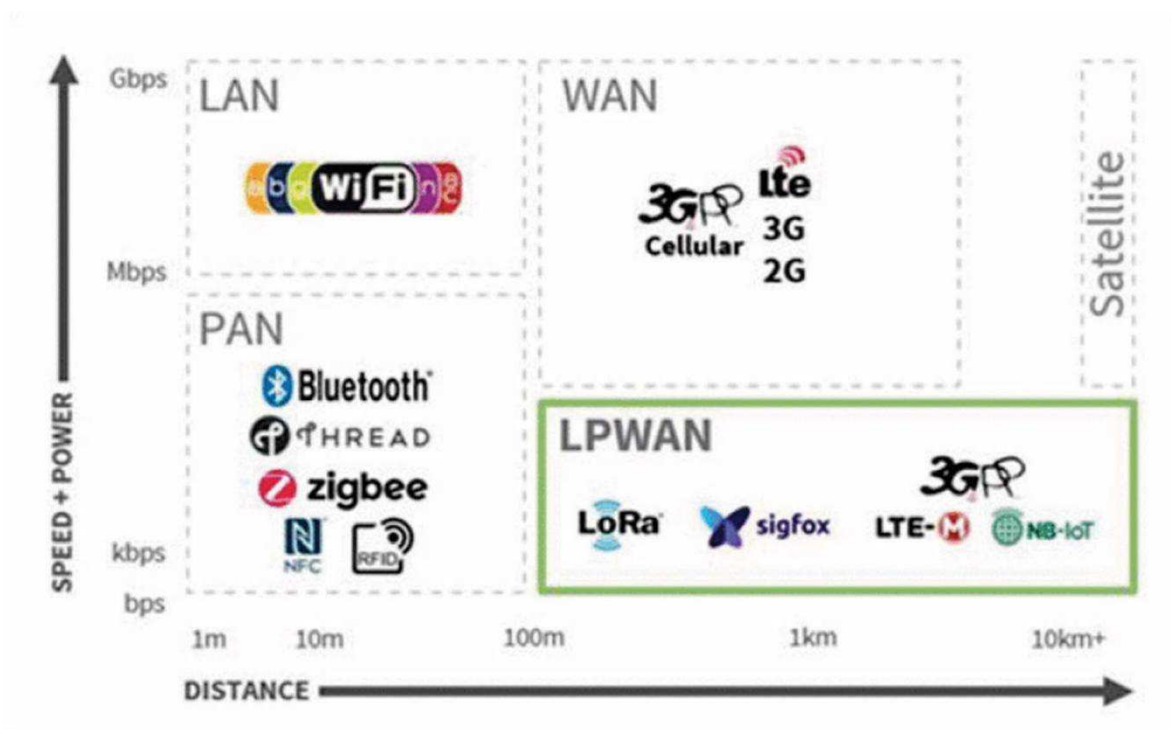 Gbps
LAN
WAN
a b g WiFi n ac
3GPP
Cellular
lte
3G
2G
Satellite
Mbps
PAN
Bluetooth
THREAD
zigbee
NFC
RFID
LPWAN
LoRa
sigfox
3GPP
LTE-M
NB-IoT
kbps
bps
SPEED + POWER
1m 10m 100m 1km 10km+
DISTANCE